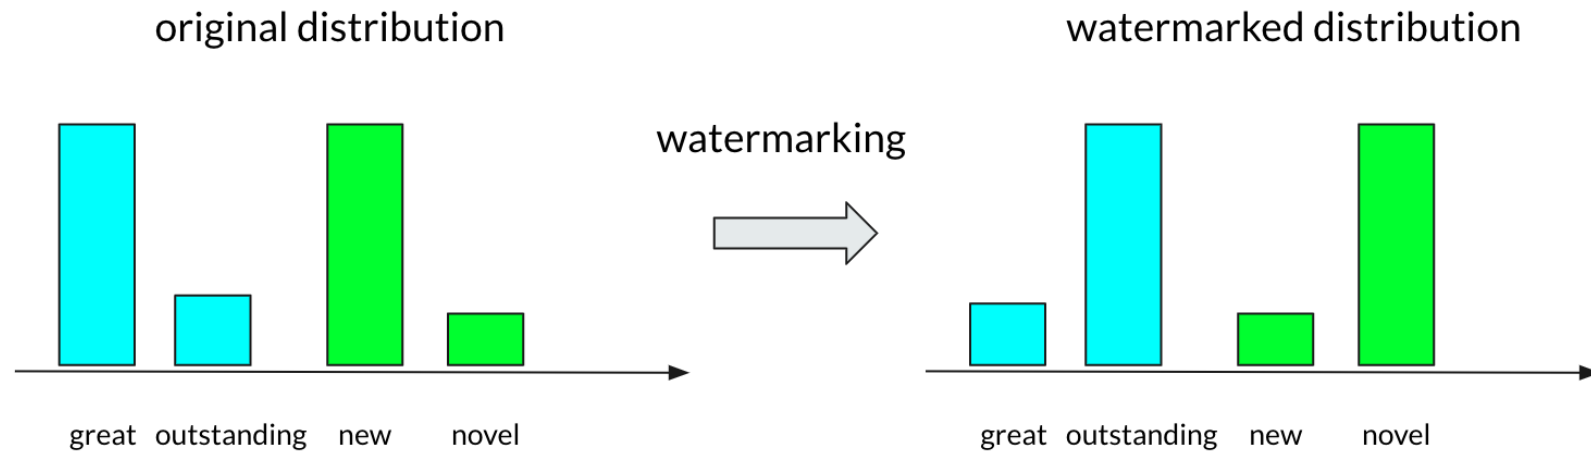 original distribution
watermarked distribution
watermarking
great outstanding new novel
great outstanding new novel